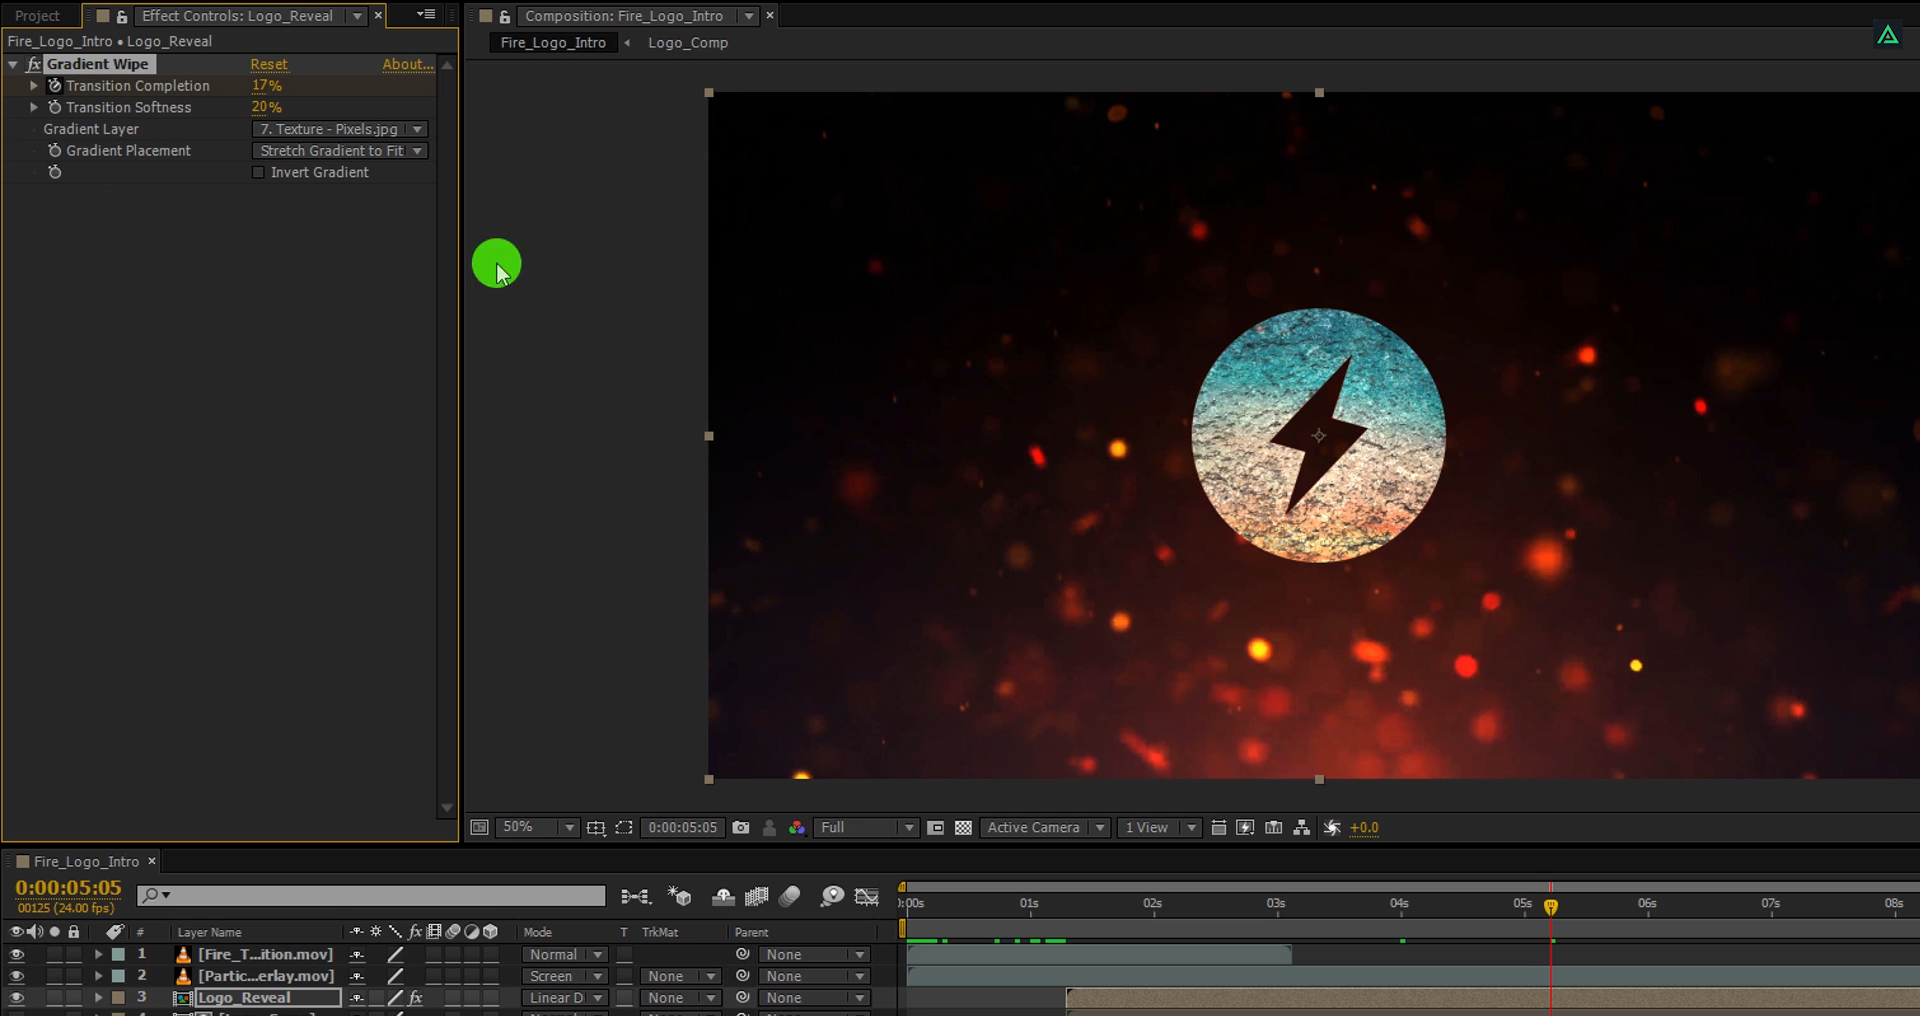 Project
Effect Controls: Logo_Reveal
Composition: Fire_Logo_Intro
Fire_Logo_Intro • Logo_Reveal
Fire_Logo_Intro
Logo_Comp
fx Gradient Wipe Reset About...
Transition Completion 17%
Transition Softness 20%
Gradient Layer 7. Texture - Pixels.jpg
Gradient Placement Stretch Gradient to Fit
Invert Gradient
50% 0:00:05:05 Full Active Camera 1 View +0.0
Fire_Logo_Intro
0:00:05:05
00125 (24.00 fps)
:00s 01s 02s 03s 04s 05s 06s 07s 08s
# Layer Name fx Mode T TrkMat Parent
1 [Fire_T...ition.mov] Normal None
2 [Partic...erlay.mov] Screen None None
3 Logo_Reveal fx Linear D None None